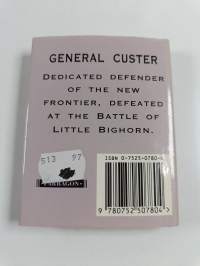 GENERAL CUSTER
DEDICATED DEFENDER
OF THE NEW
FRONTIER, DEFEATED
AT THE BATTLE OF
LITTLE BIGHORN.
513 97
ISBN 0-7525-0780-4
PARRAGON
9 780752 507804 >